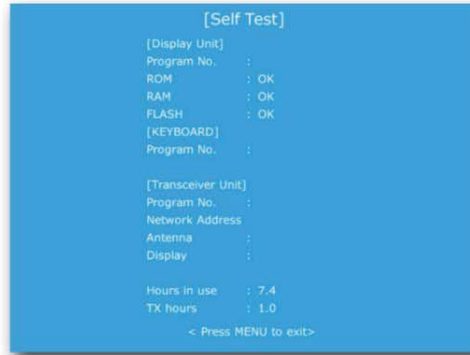 [Self Test]
[Display Unit]
Program No. :
ROM : OK
RAM : OK
FLASH : OK
[KEYBOARD]
Program No. :
[Transceiver Unit]
Program No. :
Network Address
Antenna :
Display :
Hours in use : 7.4
TX hours : 1.0
< Press MENU to exit>